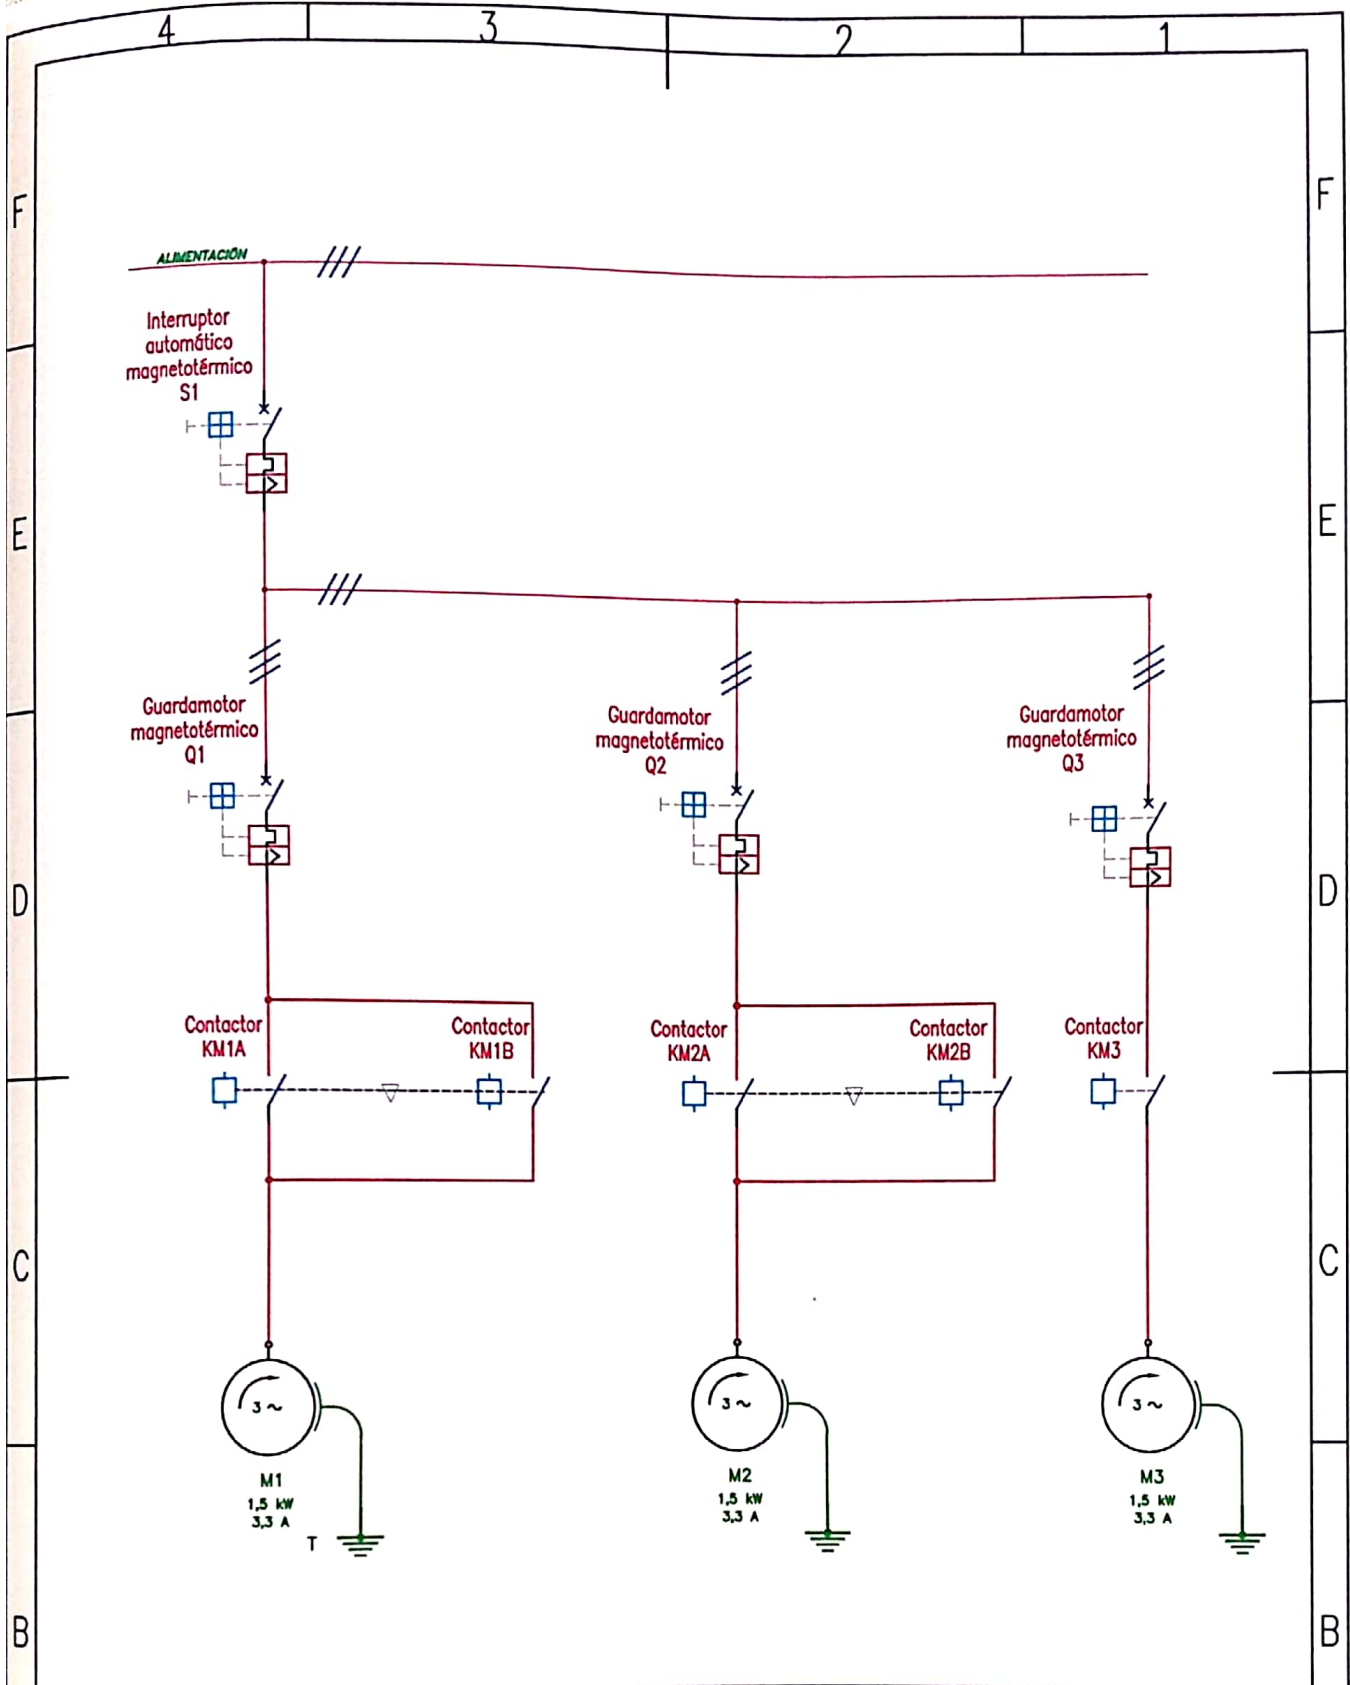 4 3 2 1
F F
ALIMENTACIÓN
Interruptor
automático
magnetotérmico
S1
E E
Guardamotor
magnetotérmico
Q1
Guardamotor
magnetotérmico
Q2
Guardamotor
magnetotérmico
Q3
D D
Contactor
KM1A
Contactor
KM1B
Contactor
KM2A
Contactor
KM2B
Contactor
KM3
C C
3 ~
3 ~
3 ~
M1
1,5 kW
3,3 A
T
M2
1,5 kW
3,3 A
M3
1,5 kW
3,3 A
B B